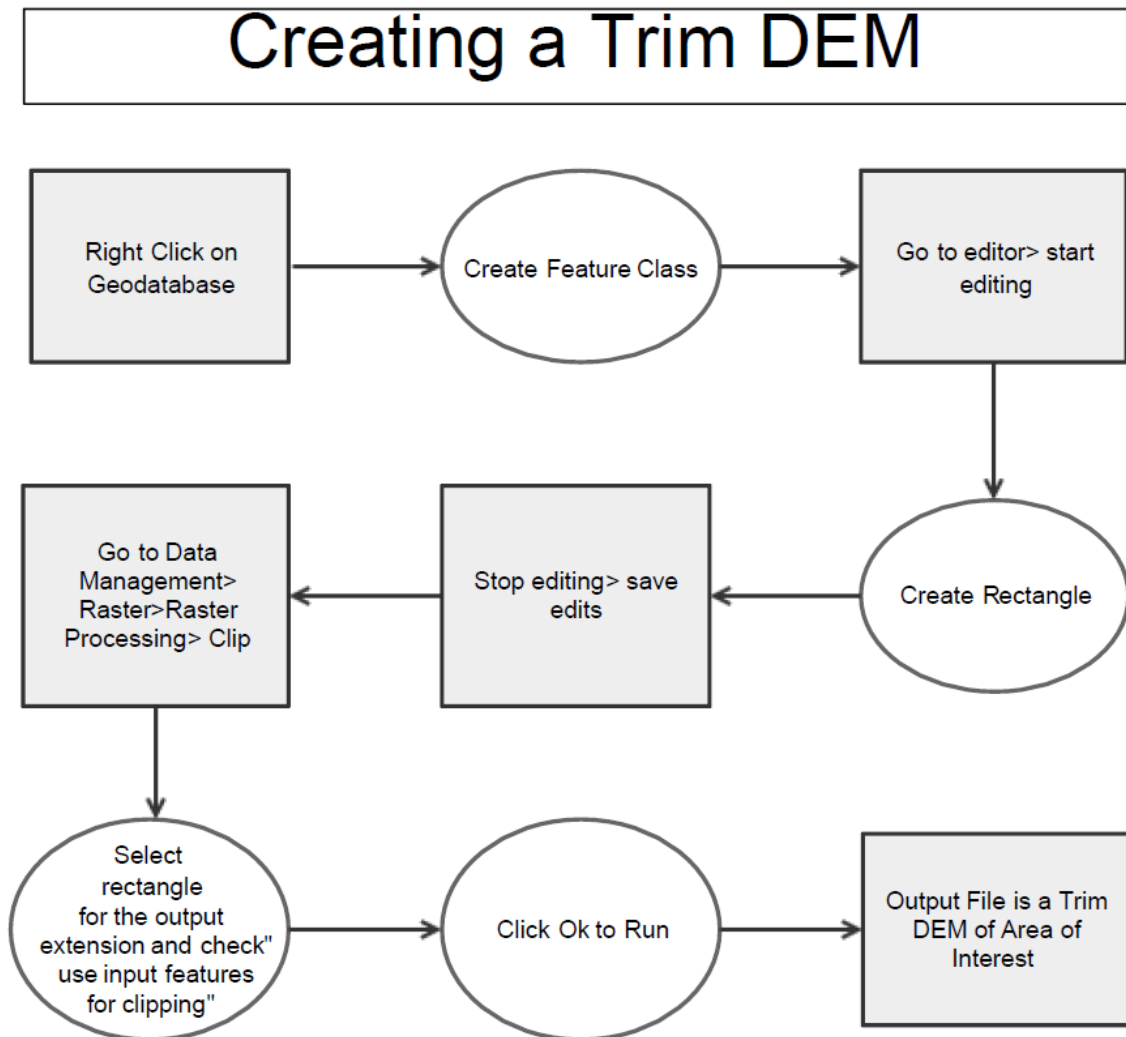 Creating a Trim DEM
Right Click on
Geodatabase
Create Feature Class
Go to editor> start
editing
Create Rectangle
Stop editing> save
edits
Go to Data
Management>
Raster>Raster
Processing> Clip
Select
rectangle
for the output
extension and check"
use input features
for clipping"
Click Ok to Run
Output File is a Trim
DEM of Area of
Interest